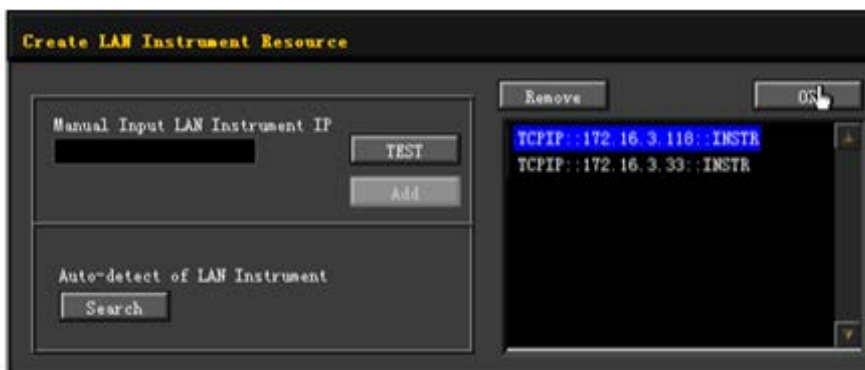 Create LAN Instrument Resource
Manual Input LAN Instrument IP
TEST
Add
Auto-detect of LAN Instrument
Search
Remove
TCPIP::172.16.3.118::INSTR
TCPIP::172.16.3.33::INSTR